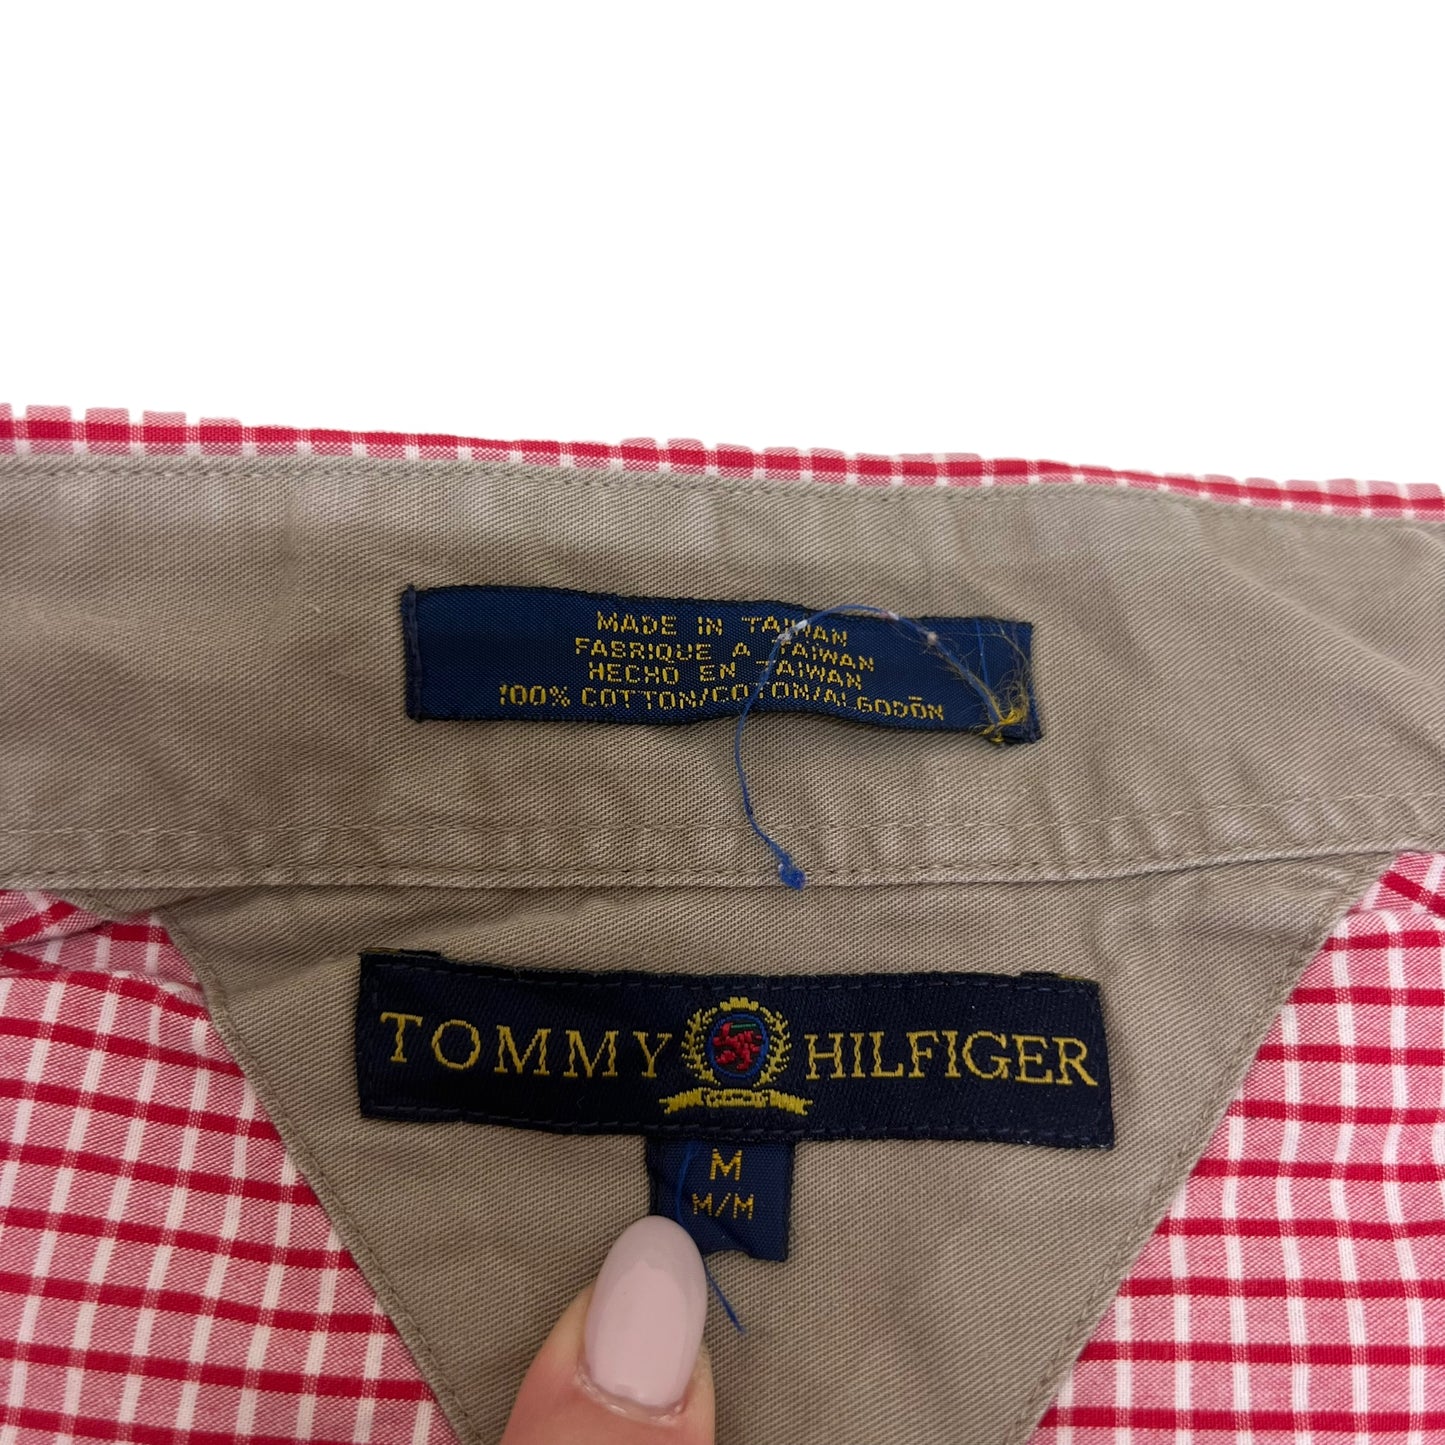 MADE IN TAIWAN
FABRIQUE A TAIWAN
HECHO EN TAIWAN
100% COTTON/COTON/ALGODÓN
TOMMY HILFIGER
M
M/M